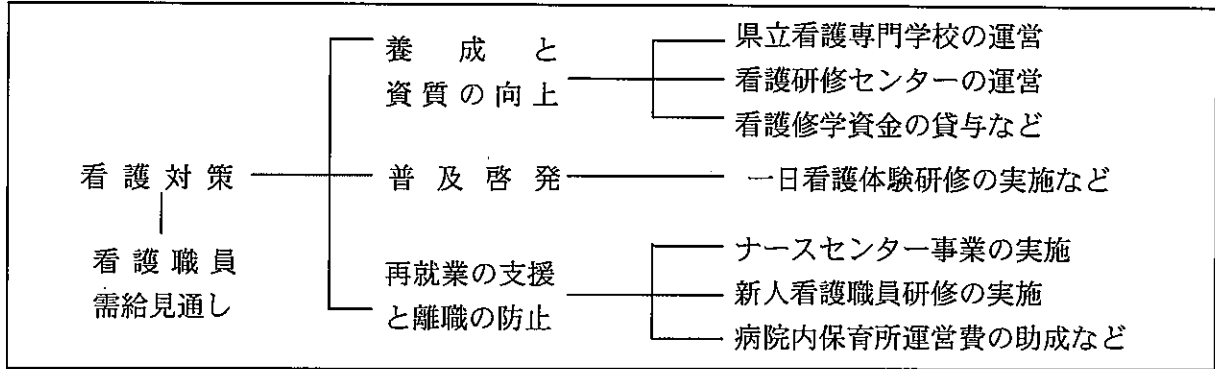 看護対策
看護職員
需給見通し
養成と
資質の向上
県立看護専門学校の運営
看護研修センターの運営
看護修学資金の貸与など
普及啓発
一日看護体験研修の実施など
再就業の支援
と離職の防止
ナースセンター事業の実施
新人看護職員研修の実施
病院内保育所運営費の助成など